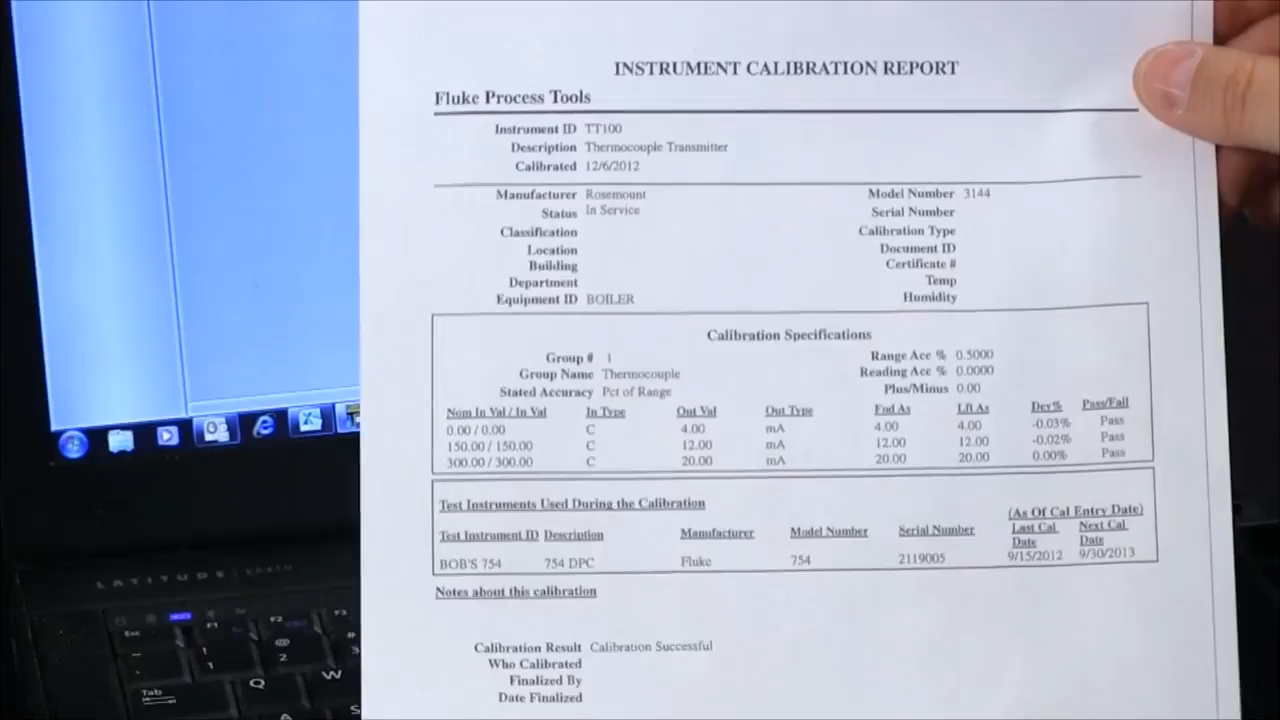 INSTRUMENT CALIBRATION REPORT
Fluke Process Tools
Instrument ID TT100
Description Thermocouple Transmitter
Calibrated 12/6/2012
Manufacturer Rosemount Model Number 3144
Status In Service Serial Number
Classification Calibration Type
Location Document ID
Building Certificate #
Department Temp
Equipment ID BOILER Humidity
Calibration Specifications
Group # 1 Range Acc % 0.5000
Group Name Thermocouple Reading Acc % 0.0000
Stated Accuracy Pct of Range Plus/Minus 0.00
Nom In Val / In Val In Type Out Val Out Type Fnd As Lft As Dev% Pass/Fail
0.00 / 0.00 C 4.00 mA 4.00 4.00 -0.03% Pass
150.00 / 150.00 C 12.00 mA 12.00 12.00 -0.02% Pass
300.00 / 300.00 C 20.00 mA 20.00 20.00 0.00% Pass
Test Instruments Used During the Calibration (As Of Cal Entry Date)
Test Instrument ID Description Manufacturer Model Number Serial Number Last Cal Date Next Cal Date
BOB'S 754 754 DPC Fluke 754 2119005 9/15/2012 9/30/2013
Notes about this calibration
Calibration Result Calibration Successful
Who Calibrated
Finalized By
Date Finalized
LATITUDE
Esc F1 F2 F3
~ ! @ #
1 2 3
Tab Q W
A S